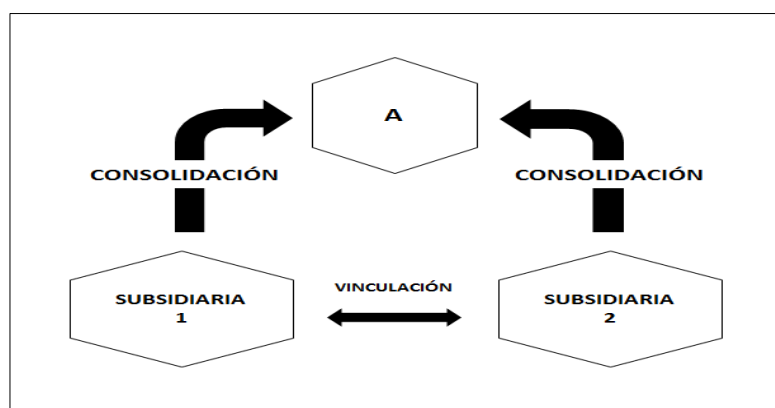 A
CONSOLIDACIÓN
CONSOLIDACIÓN
SUBSIDIARIA
1
VINCULACIÓN
SUBSIDIARIA
2